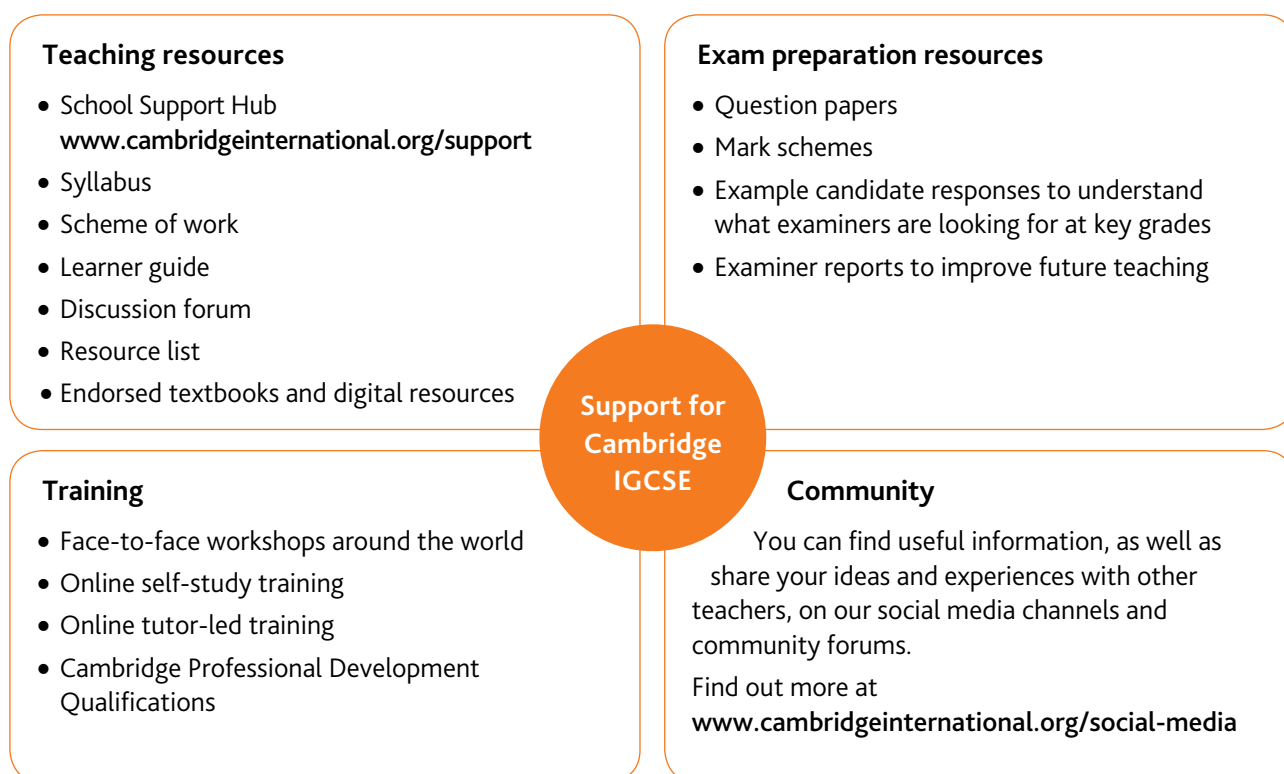 Teaching resources
• School Support Hub
www.cambridgeinternational.org/support
• Syllabus
• Scheme of work
• Learner guide
• Discussion forum
• Resource list
• Endorsed textbooks and digital resources
Exam preparation resources
• Question papers
• Mark schemes
• Example candidate responses to understand
what examiners are looking for at key grades
• Examiner reports to improve future teaching
Support for
Cambridge
IGCSE
Training
• Face-to-face workshops around the world
• Online self-study training
• Online tutor-led training
• Cambridge Professional Development
Qualifications
Community
You can find useful information, as well as
share your ideas and experiences with other
teachers, on our social media channels and
community forums.
Find out more at
www.cambridgeinternational.org/social-media